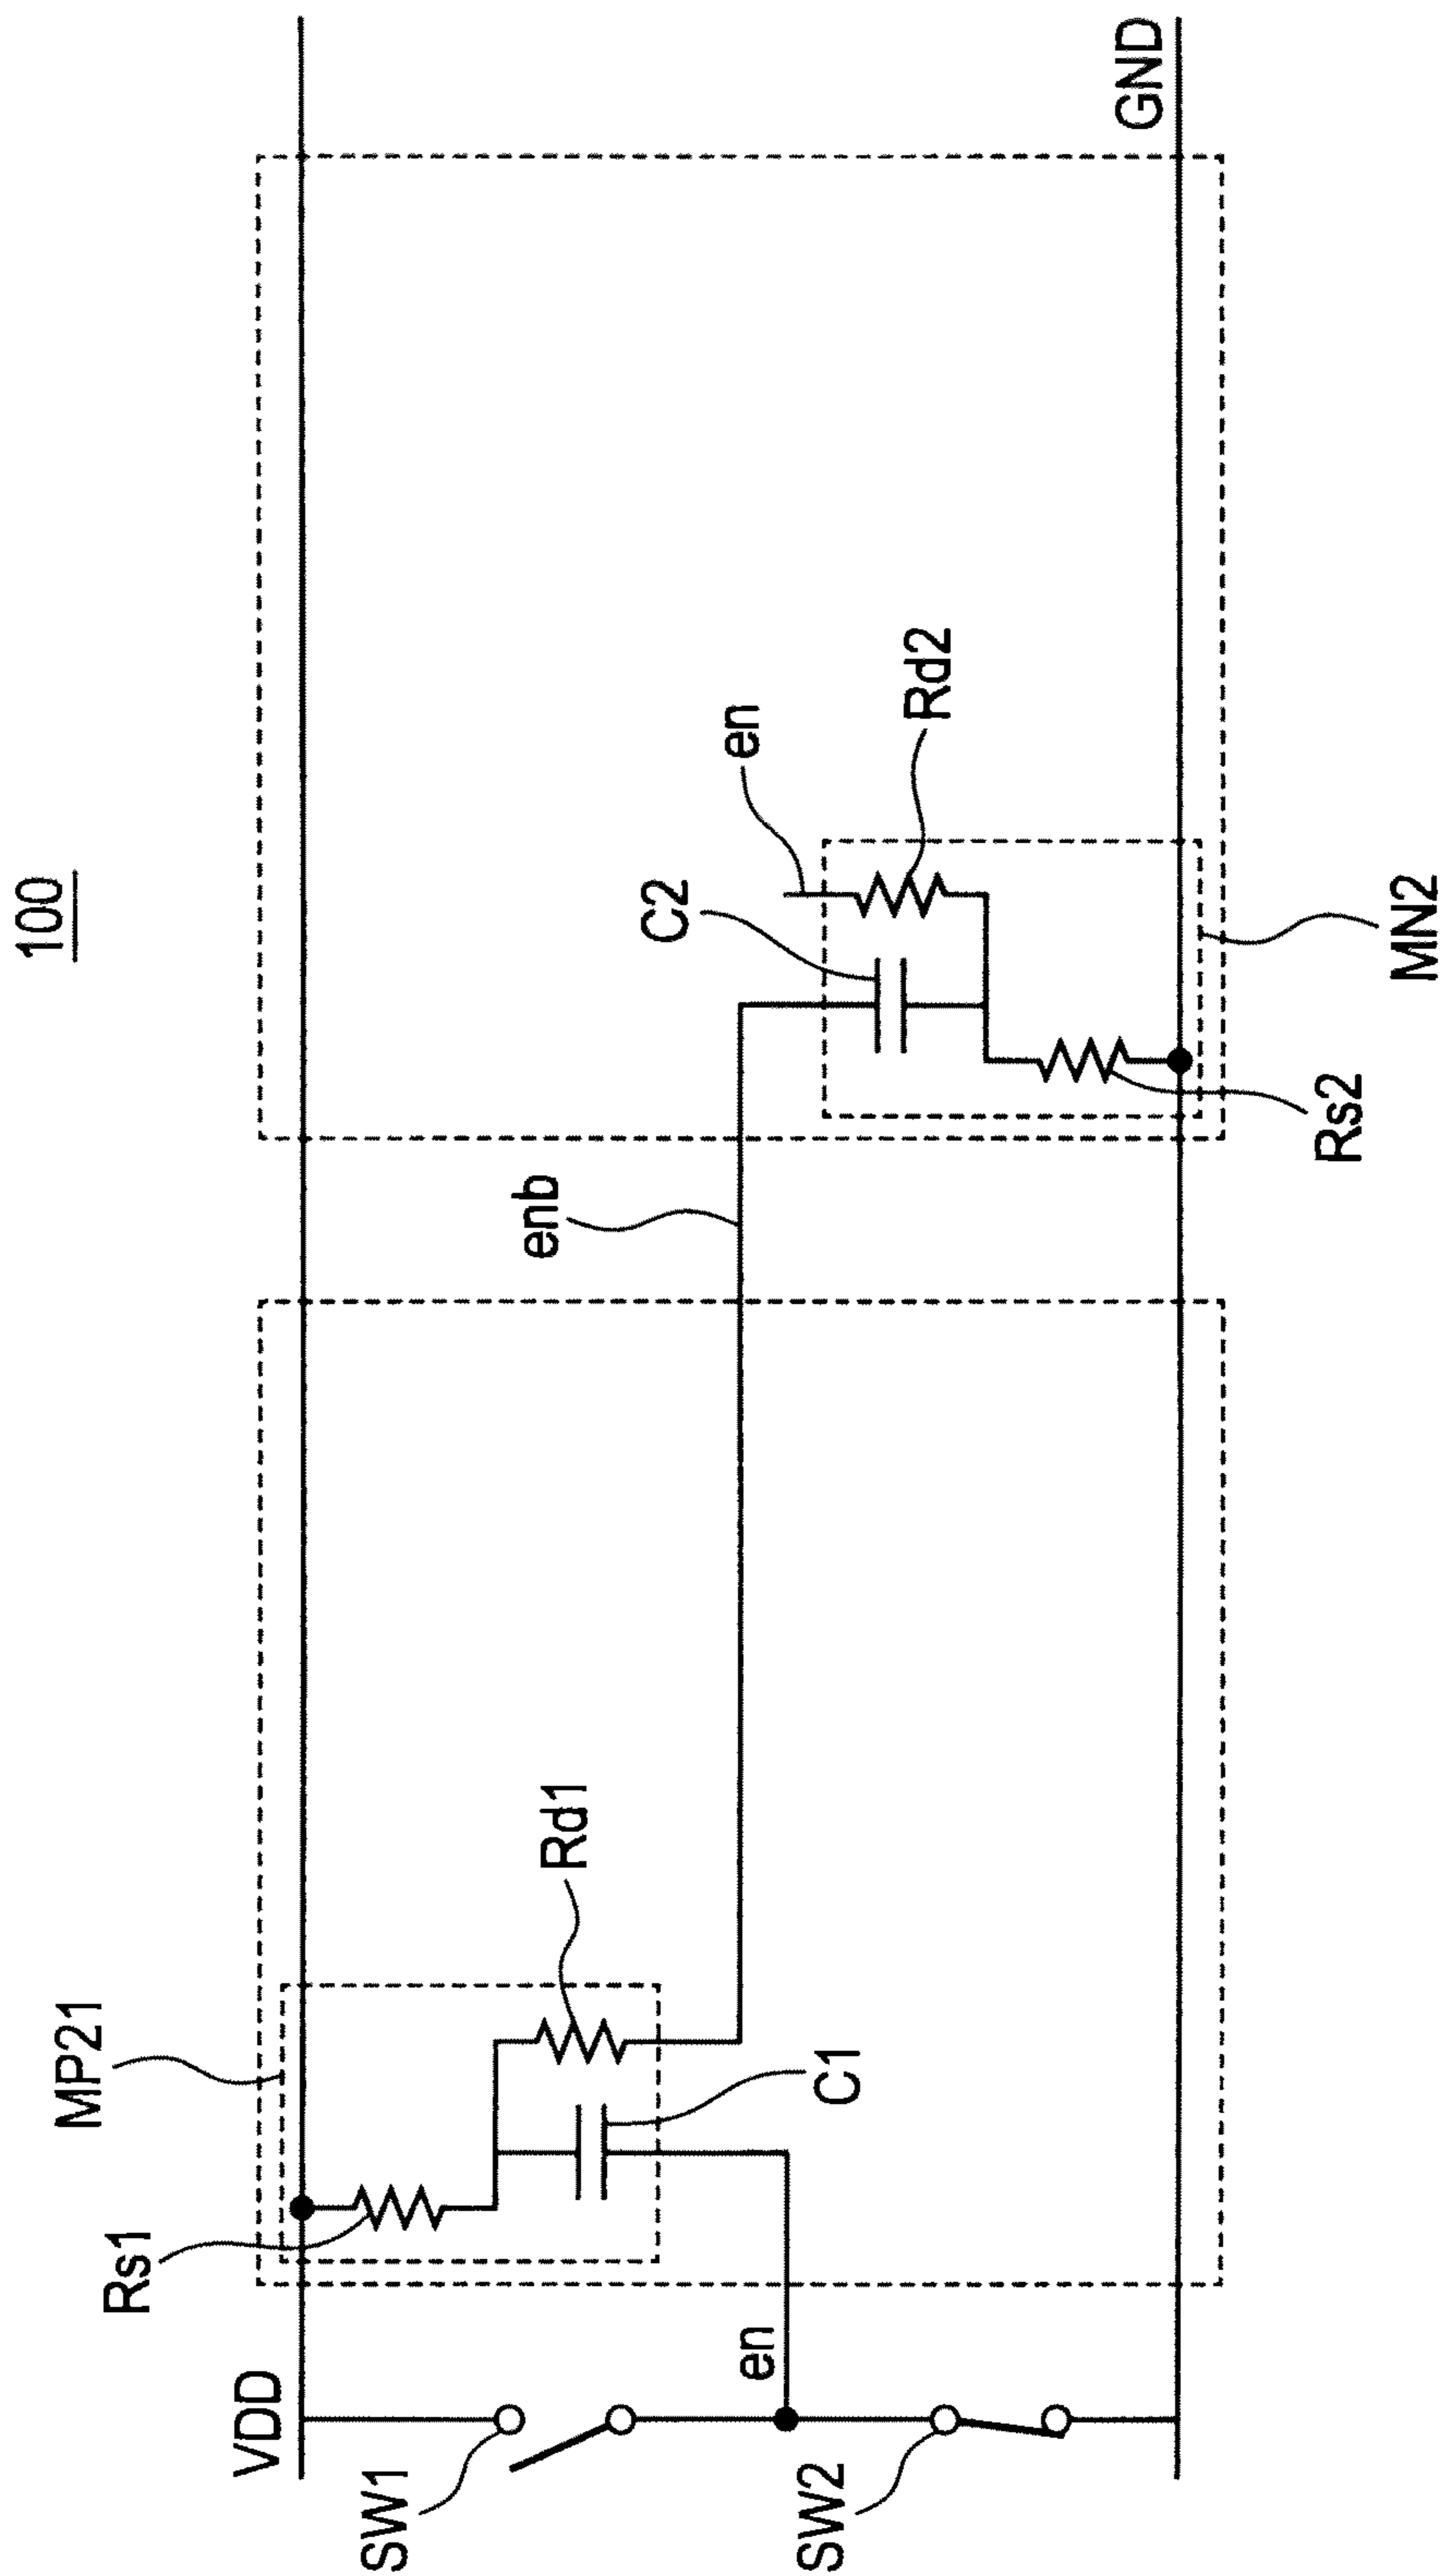 100
VDD
GND
SW1
SW2
en
Rs1
MP21
Rd1
C1
enb
C2
en
Rd2
Rs2
MN2